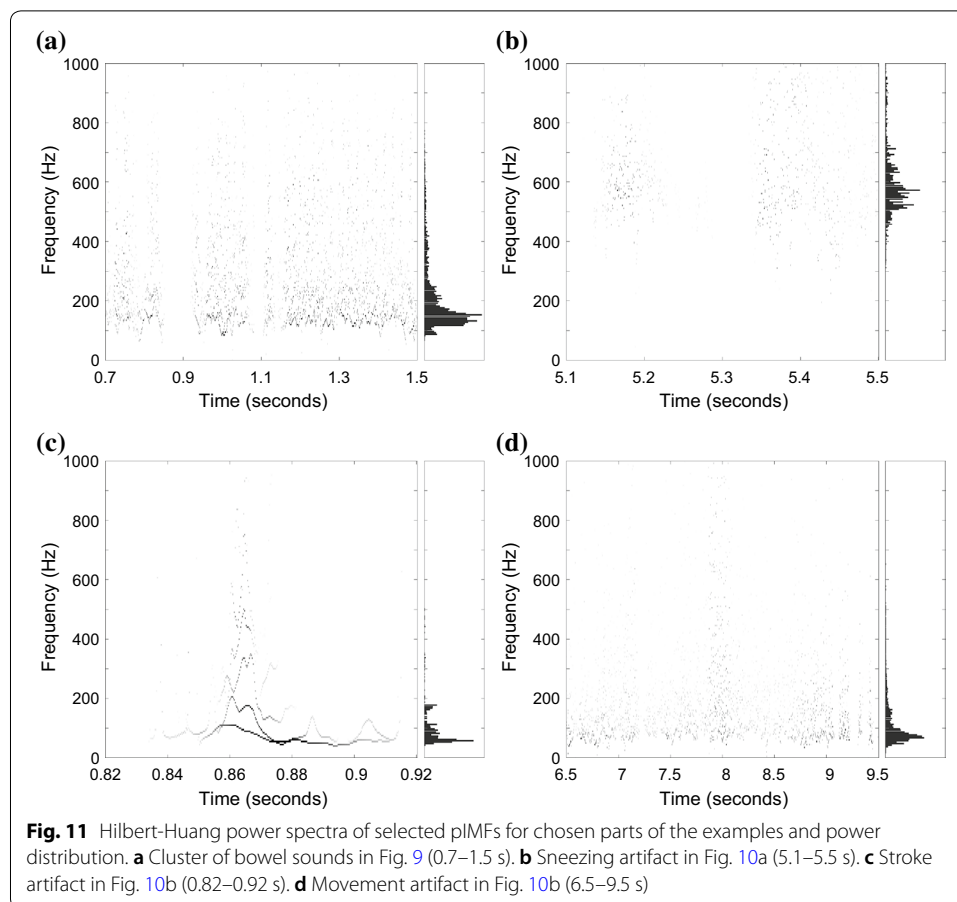 (a)
(b)
1000
800
600
400
200
0
Frequency (Hz)
0.7 0.9 1.1 1.3 1.5
Time (seconds)
1000
800
600
400
200
0
Frequency (Hz)
5.1 5.2 5.3 5.4 5.5
Time (seconds)
(c)
(d)
1000
800
600
400
200
0
Frequency (Hz)
0.82 0.84 0.86 0.88 0.9 0.92
Time (seconds)
1000
800
600
400
200
0
Frequency (Hz)
6.5 7 7.5 8 8.5 9 9.5
Time (seconds)
Fig. 11 Hilbert-Huang power spectra of selected pIMFs for chosen parts of the examples and power
distribution. a Cluster of bowel sounds in Fig. 9 (0.7–1.5 s). b Sneezing artifact in Fig. 10a (5.1–5.5 s). c Stroke
artifact in Fig. 10b (0.82–0.92 s). d Movement artifact in Fig. 10b (6.5–9.5 s)